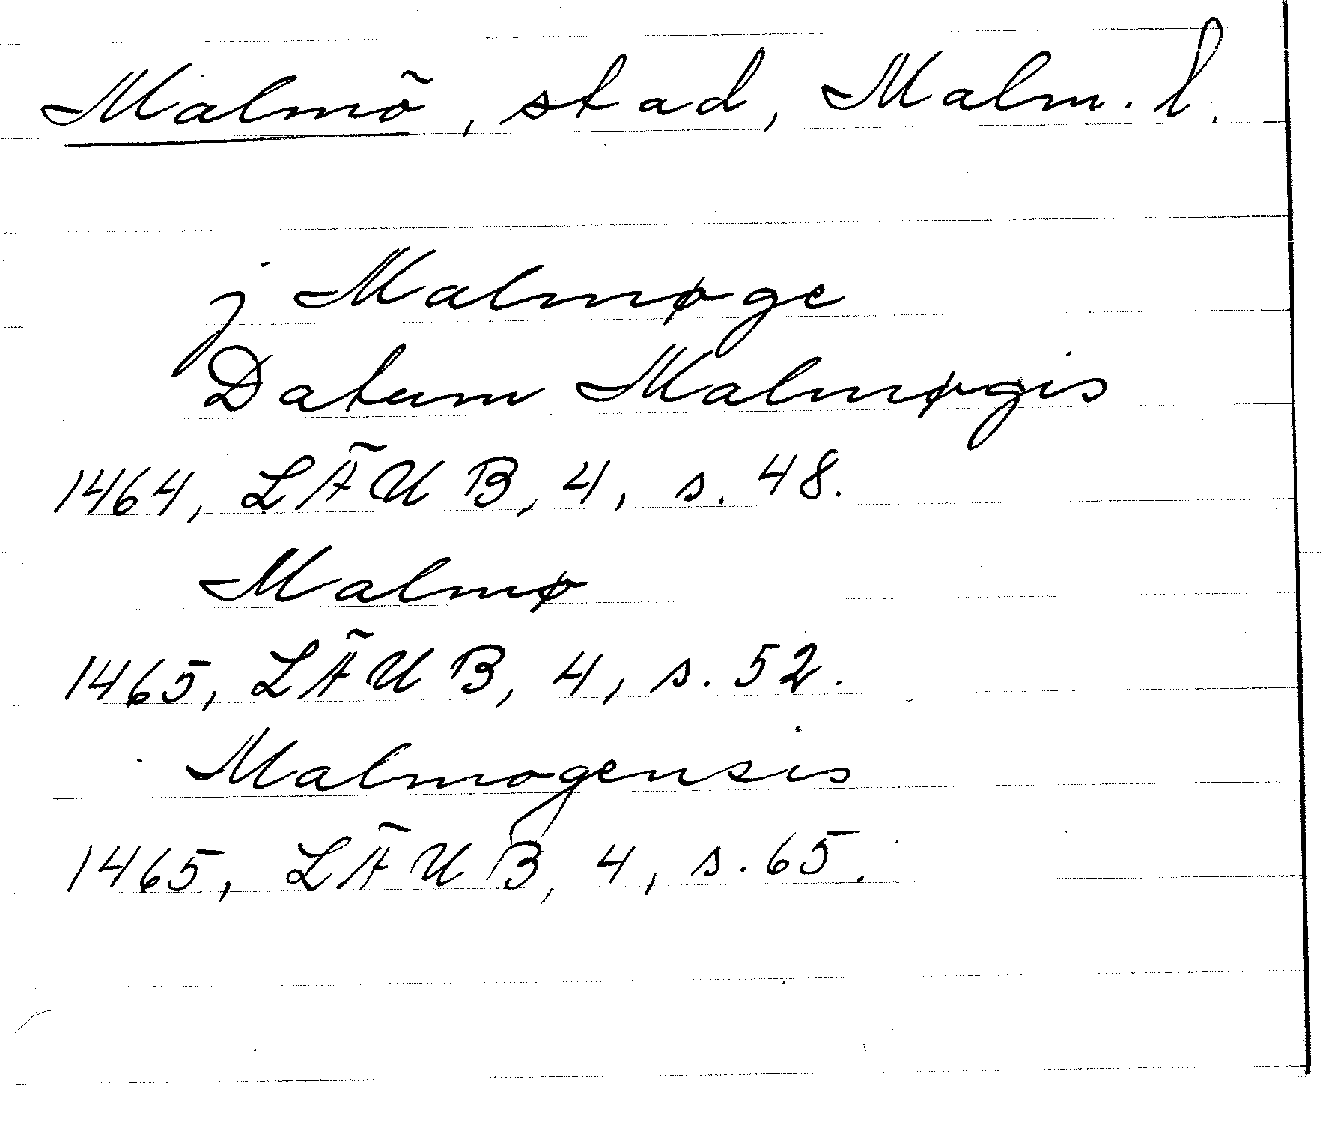 Malmö, stad, Malm. l.
j Malmøge
Datum Malmøgis
1464, LÄUB, 4, s. 48.
Malmø
1465, LÄUB, 4, s. 52.
Malmogensis
1465, LÄUB, 4, s. 65.